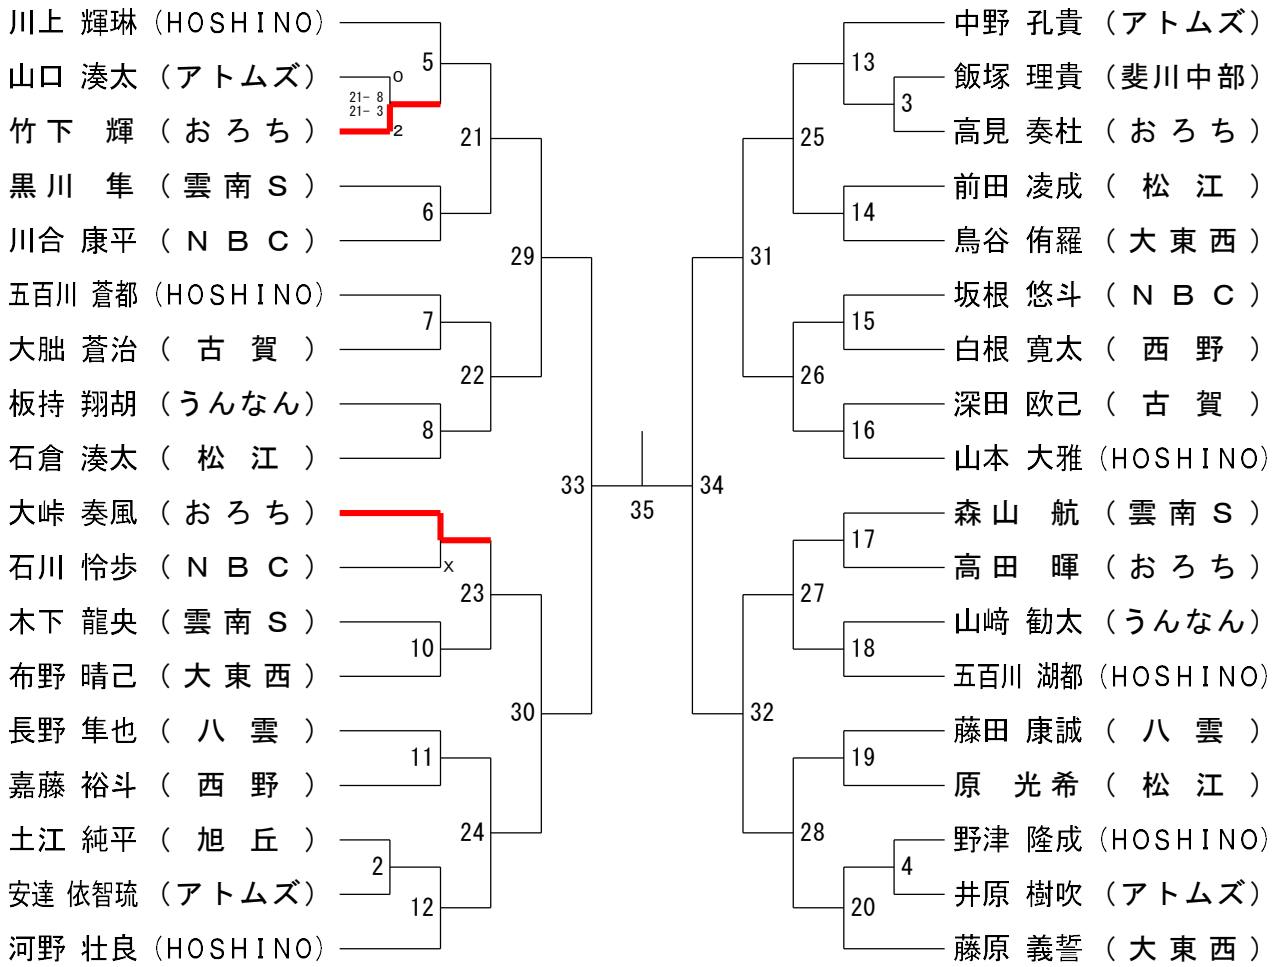 川上 輝琳 (HOSHINO)
山口 湊太 (アトムズ)
竹下 輝 (おろち)
黒川 隼 (雲南S)
川合 康平 (NBC)
五百川 蒼都 (HOSHINO)
大朏 蒼治 (古賀)
板持 翔胡 (うんなん)
石倉 湊太 (松江)
大峠 奏風 (おろち)
石川 怜歩 (NBC)
木下 龍央 (雲南S)
布野 晴己 (大東西)
長野 隼也 (八雲)
嘉藤 裕斗 (西野)
土江 純平 (旭丘)
安達 依智琉 (アトムズ)
河野 壮良 (HOSHINO)
0
21- 8
21- 3
2
x
2
5
6
7
8
10
11
12
21
22
23
24
29
30
33
35
34
31
32
25
26
27
28
13
14
15
16
17
18
19
20
3
4
中野 孔貴 (アトムズ)
飯塚 理貴 (斐川中部)
高見 奏杜 (おろち)
前田 凌成 (松江)
鳥谷 侑羅 (大東西)
坂根 悠斗 (NBC)
白根 寛太 (西野)
深田 欧己 (古賀)
山本 大雅 (HOSHINO)
森山 航 (雲南S)
高田 暉 (おろち)
山﨑 勧太 (うんなん)
五百川 湖都 (HOSHINO)
藤田 康誠 (八雲)
原 光希 (松江)
野津 隆成 (HOSHINO)
井原 樹吹 (アトムズ)
藤原 義誓 (大東西)